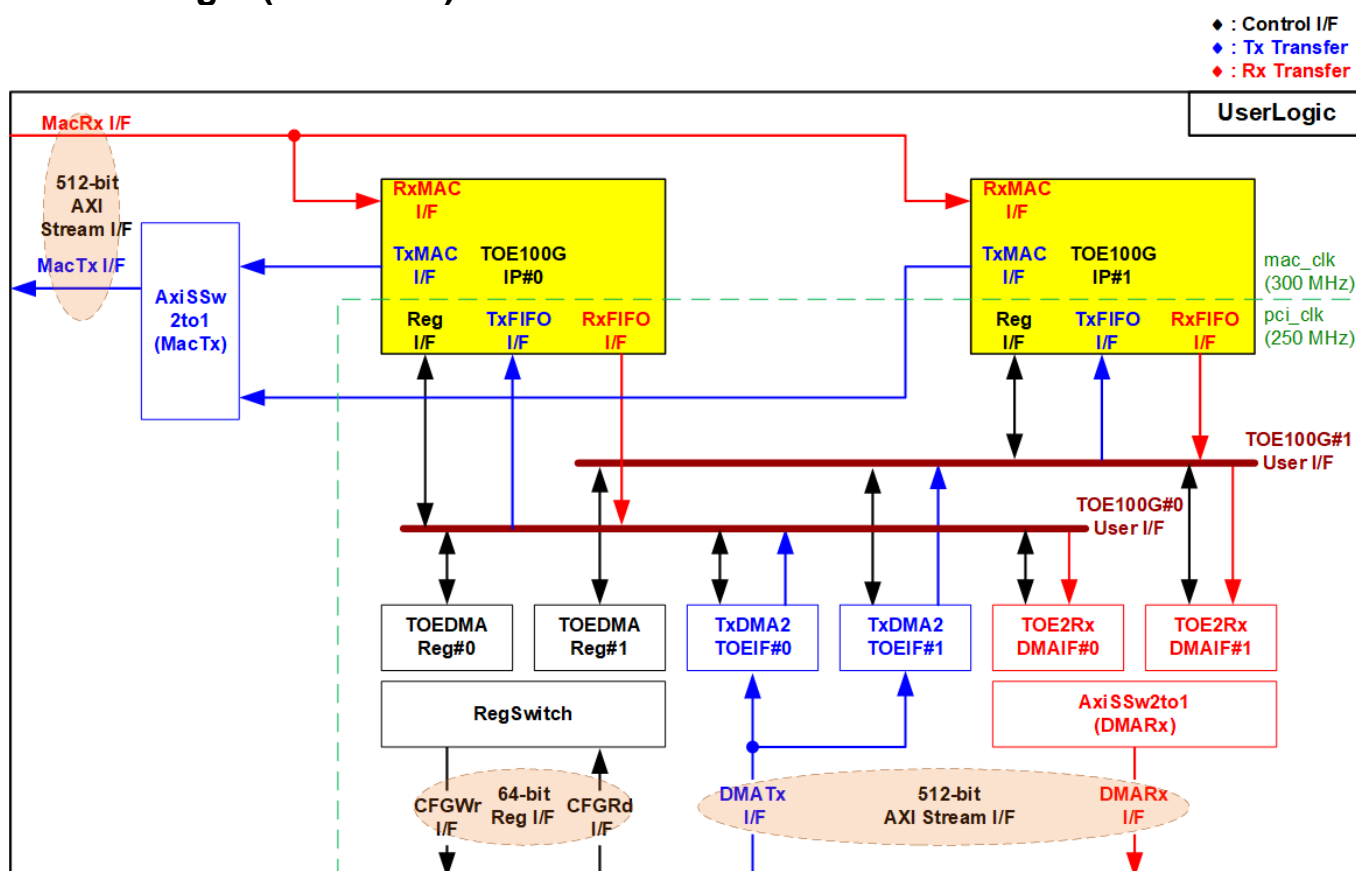 : Control I/F
: Tx Transfer
: Rx Transfer
UserLogic
MacRx I/F
512-bit
AXI
Stream I/F
MacTx I/F
AxiSSw
2to1
(MacTx)
RxMAC
I/F
TxMAC
I/F
TOE100G
IP#0
Reg
I/F
TxFIFO
I/F
RxFIFO
I/F
RxMAC
I/F
TxMAC
I/F
TOE100G
IP#1
Reg
I/F
TxFIFO
I/F
RxFIFO
I/F
mac_clk
(300 MHz)
pci_clk
(250 MHz)
TOE100G#1
User I/F
TOE100G#0
User I/F
TOEDMA
Reg#0
TOEDMA
Reg#1
TxDMA2
TOEIF#0
TxDMA2
TOEIF#1
TOE2Rx
DMAIF#0
TOE2Rx
DMAIF#1
RegSwitch
AxiSSw2to1
(DMARx)
CFGWr
I/F
64-bit
Reg I/F
CFGRd
I/F
DMATx
I/F
512-bit
AXI Stream I/F
DMARx
I/F